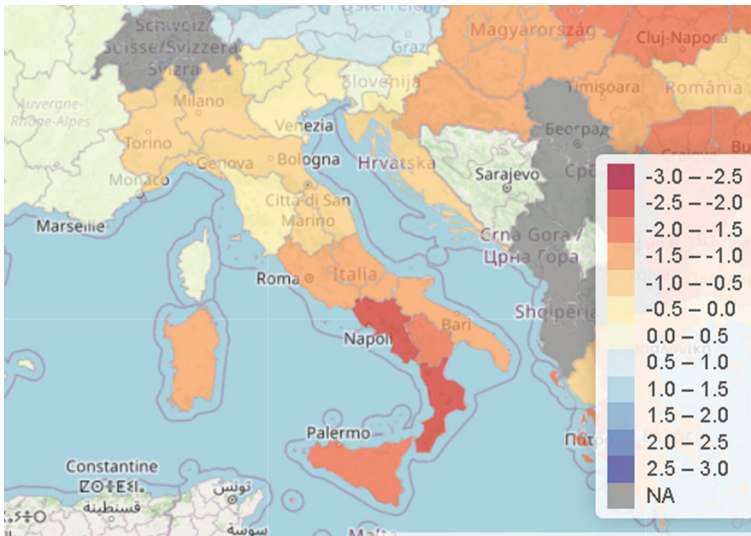 Schweiz/
Suisse/Svizzera
Svizra
Österreich
Graz
Magyarország
Cluj-Napoca
Slovenija
Auvergne-
Rhône-Alpes
Milano
Timișoara
România
Torino
Venezia
Београд
Genova
Bologna
Hrvatska
Craiova
Monaco
Sarajevo
Città di San
Marino
Marseille
Crna Gora /
Црна Гора
Roma
Italia
Shqipëria
Napoli
Bari
Palermo
Constantine
قسنطينة
تونس
سوسة
Malta
-3.0 – -2.5
-2.5 – -2.0
-2.0 – -1.5
-1.5 – -1.0
-1.0 – -0.5
-0.5 – 0.0
0.0 – 0.5
0.5 – 1.0
1.0 – 1.5
1.5 – 2.0
2.0 – 2.5
2.5 – 3.0
NA